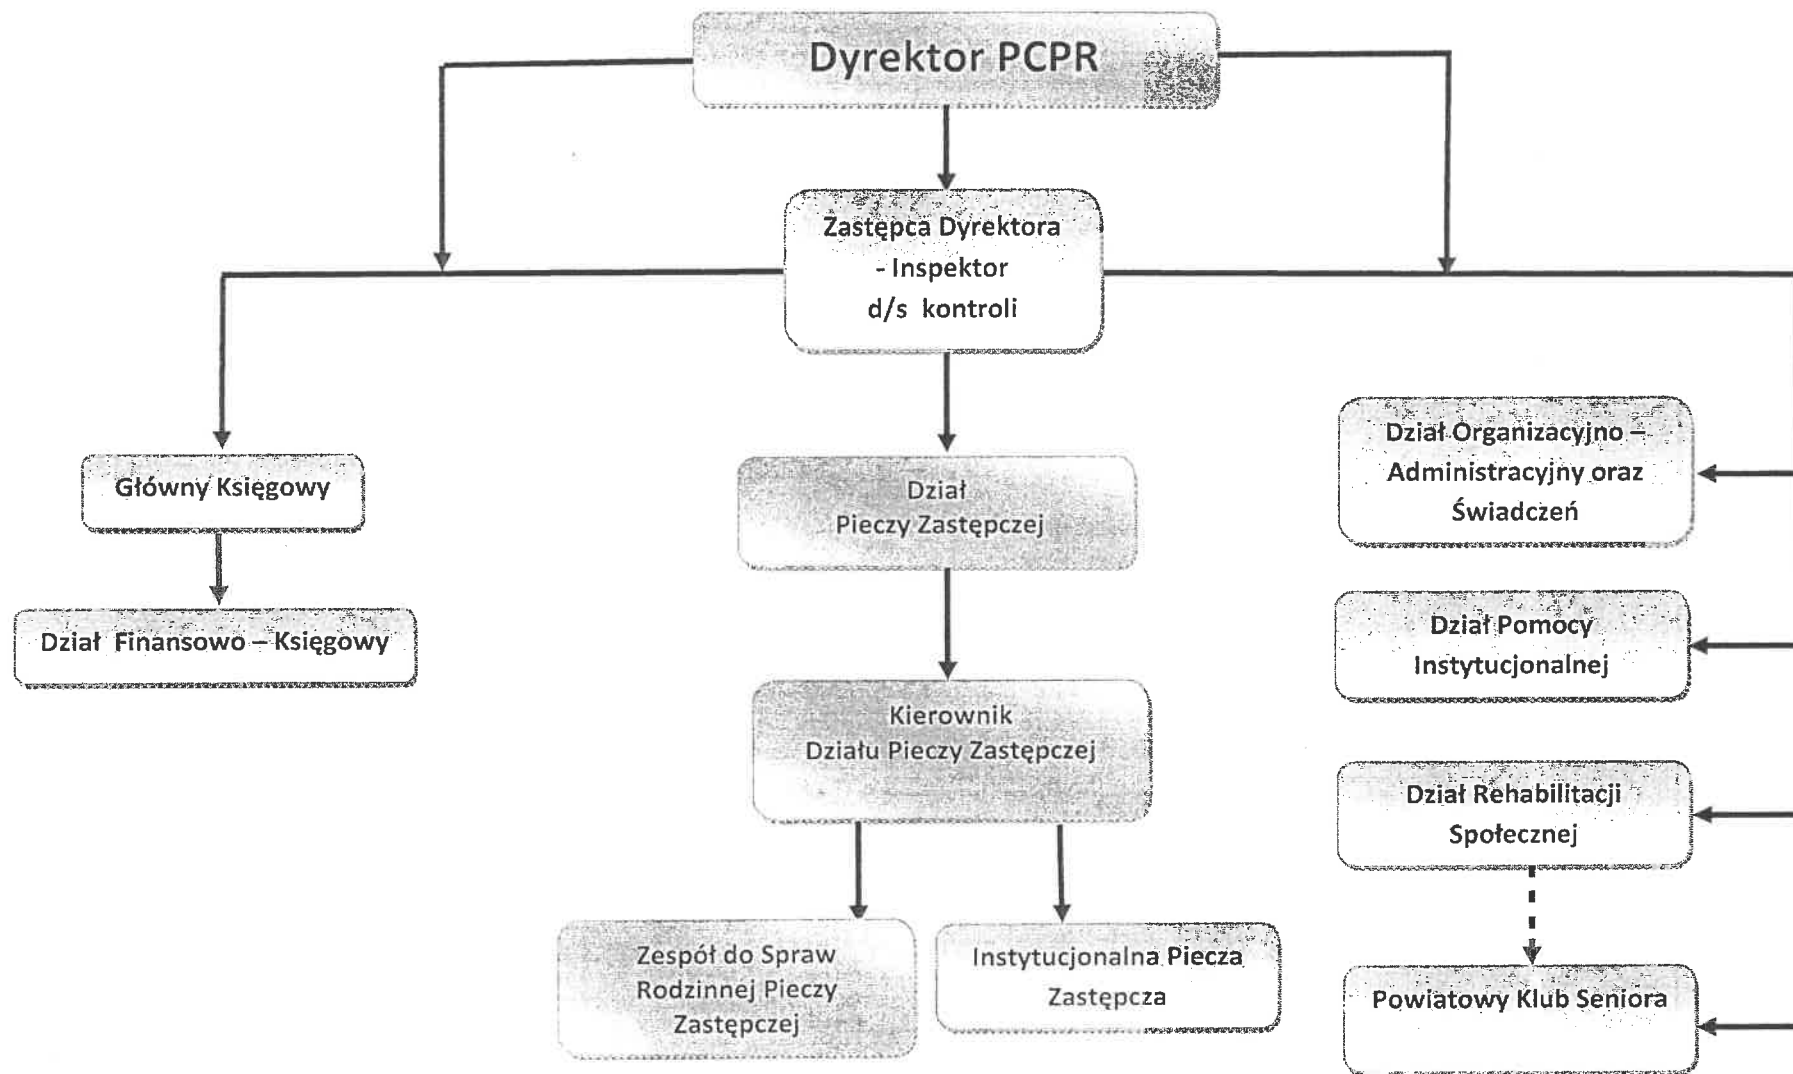 Dyrektor PCPR
Zastępca Dyrektora
- Inspektor
d/s kontroli
Główny Księgowy
Dział Finansowo – Księgowy
Dział
Pieczy Zastępczej
Kierownik
Działu Pieczy Zastępczej
Zespół do Spraw
Rodzinnej Pieczy
Zastępczej
Instytucjonalna Piecza
Zastępcza
Dział Organizacyjno –
Administracyjny oraz
Świadczeń
Dział Pomocy
Instytucjonalnej
Dział Rehabilitacji
Społecznej
Powiatowy Klub Seniora